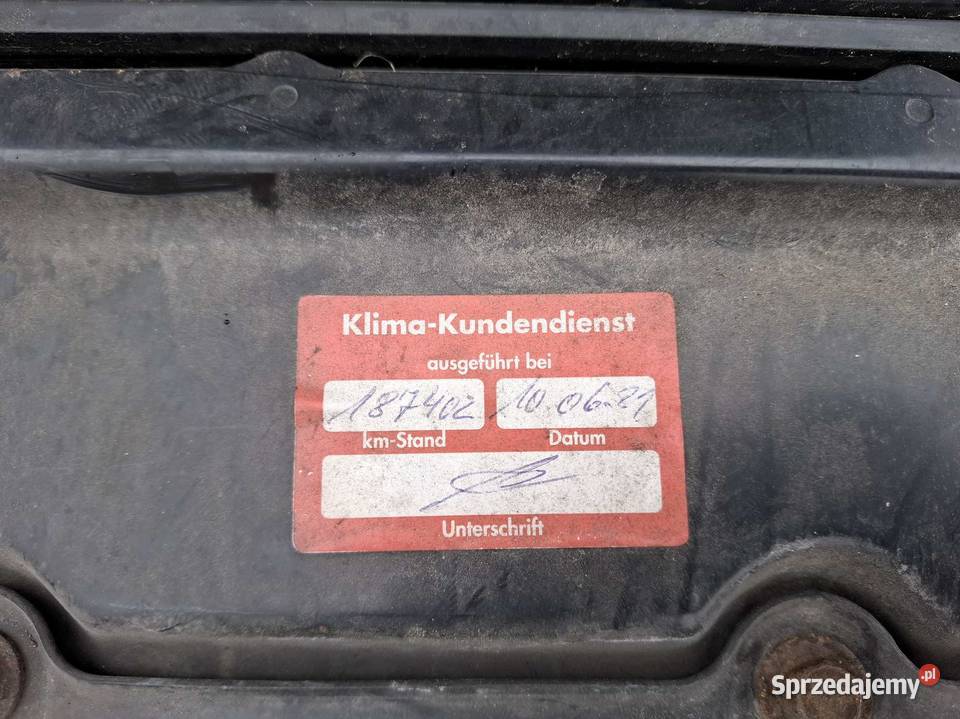 Klima-Kundendienst
ausgeführt bei
187402 10.06.21
km-Stand Datum
Unterschrift
Sprzedajemy.pl